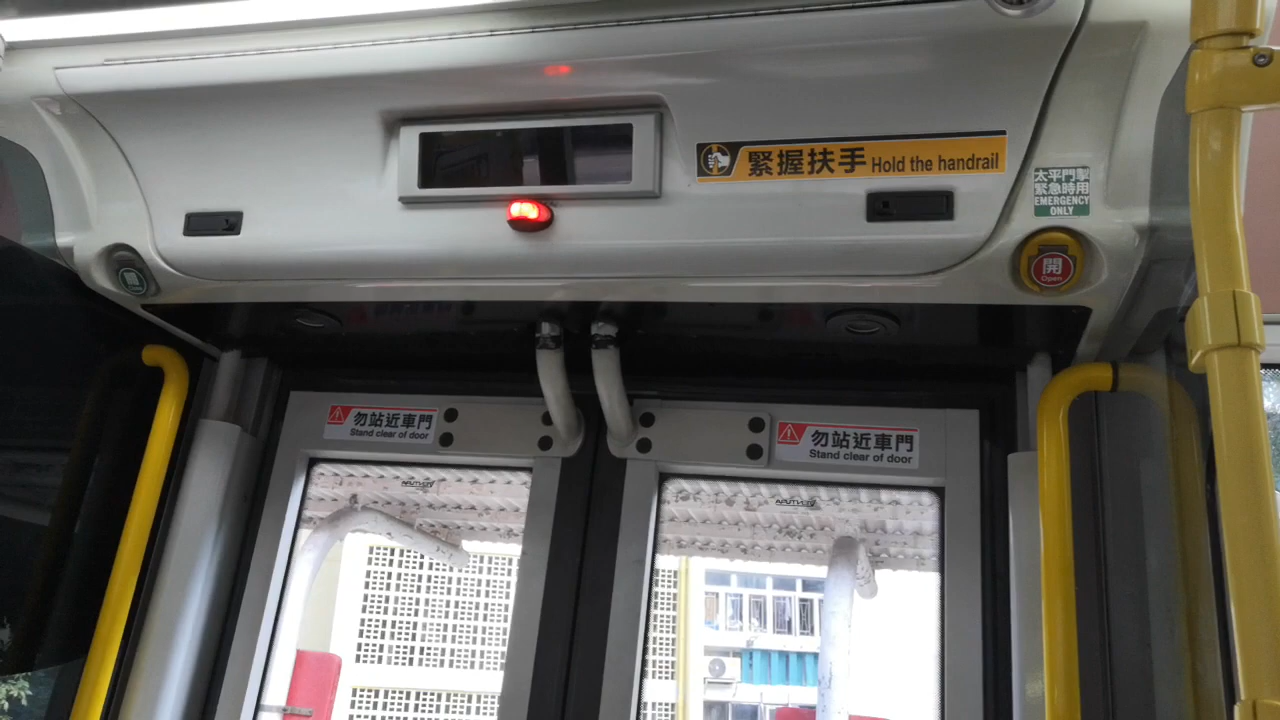 緊握扶手 Hold the handrail
太平門掣
緊急時用
EMERGENCY
ONLY
開
Open
勿站近車門
Stand clear of door
勿站近車門
Stand clear of door